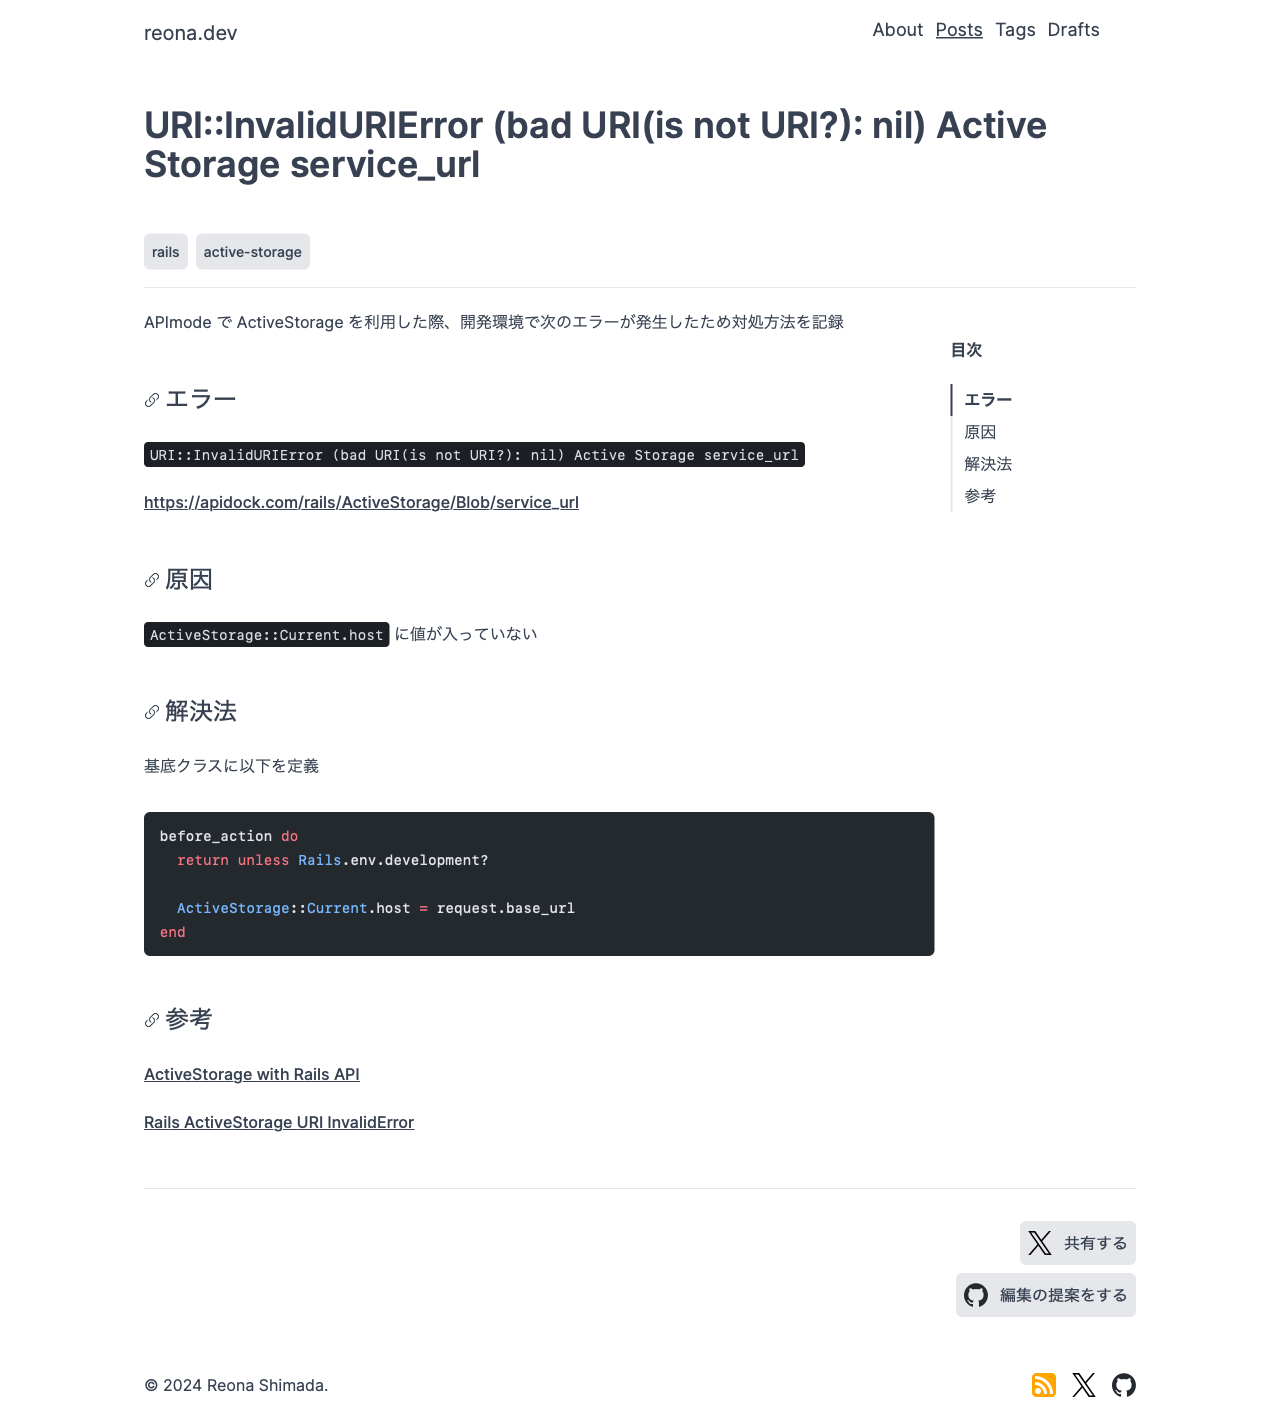 reona.dev
About Posts Tags Drafts
URI::InvalidURIError (bad URI(is not URI?): nil) Active
Storage service_url
rails active-storage
APImode で ActiveStorage を利用した際、開発環境で次のエラーが発生したため対処方法を記録
目次
エラー
原因
解決法
参考
エラー
URI::InvalidURIError (bad URI(is not URI?): nil) Active Storage service_url
https://apidock.com/rails/ActiveStorage/Blob/service_url
原因
ActiveStorage::Current.host に値が入っていない
解決法
基底クラスに以下を定義
before_action do
  return unless Rails.env.development?
  ActiveStorage::Current.host = request.base_url
end
参考
ActiveStorage with Rails API
Rails ActiveStorage URI InvalidError
共有する
編集の提案をする
© 2024 Reona Shimada.